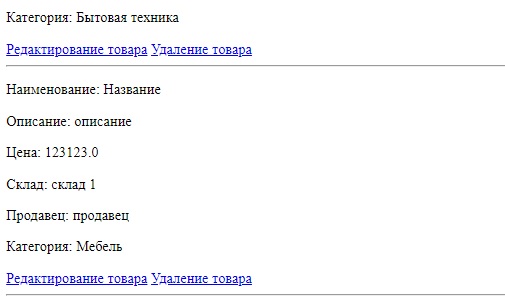 Категория: Бытовая техника
Редактирование товара Удаление товара
Наименование: Название
Описание: описание
Цена: 123123.0
Склад: склад 1
Продавец: продавец
Категория: Мебель
Редактирование товара Удаление товара